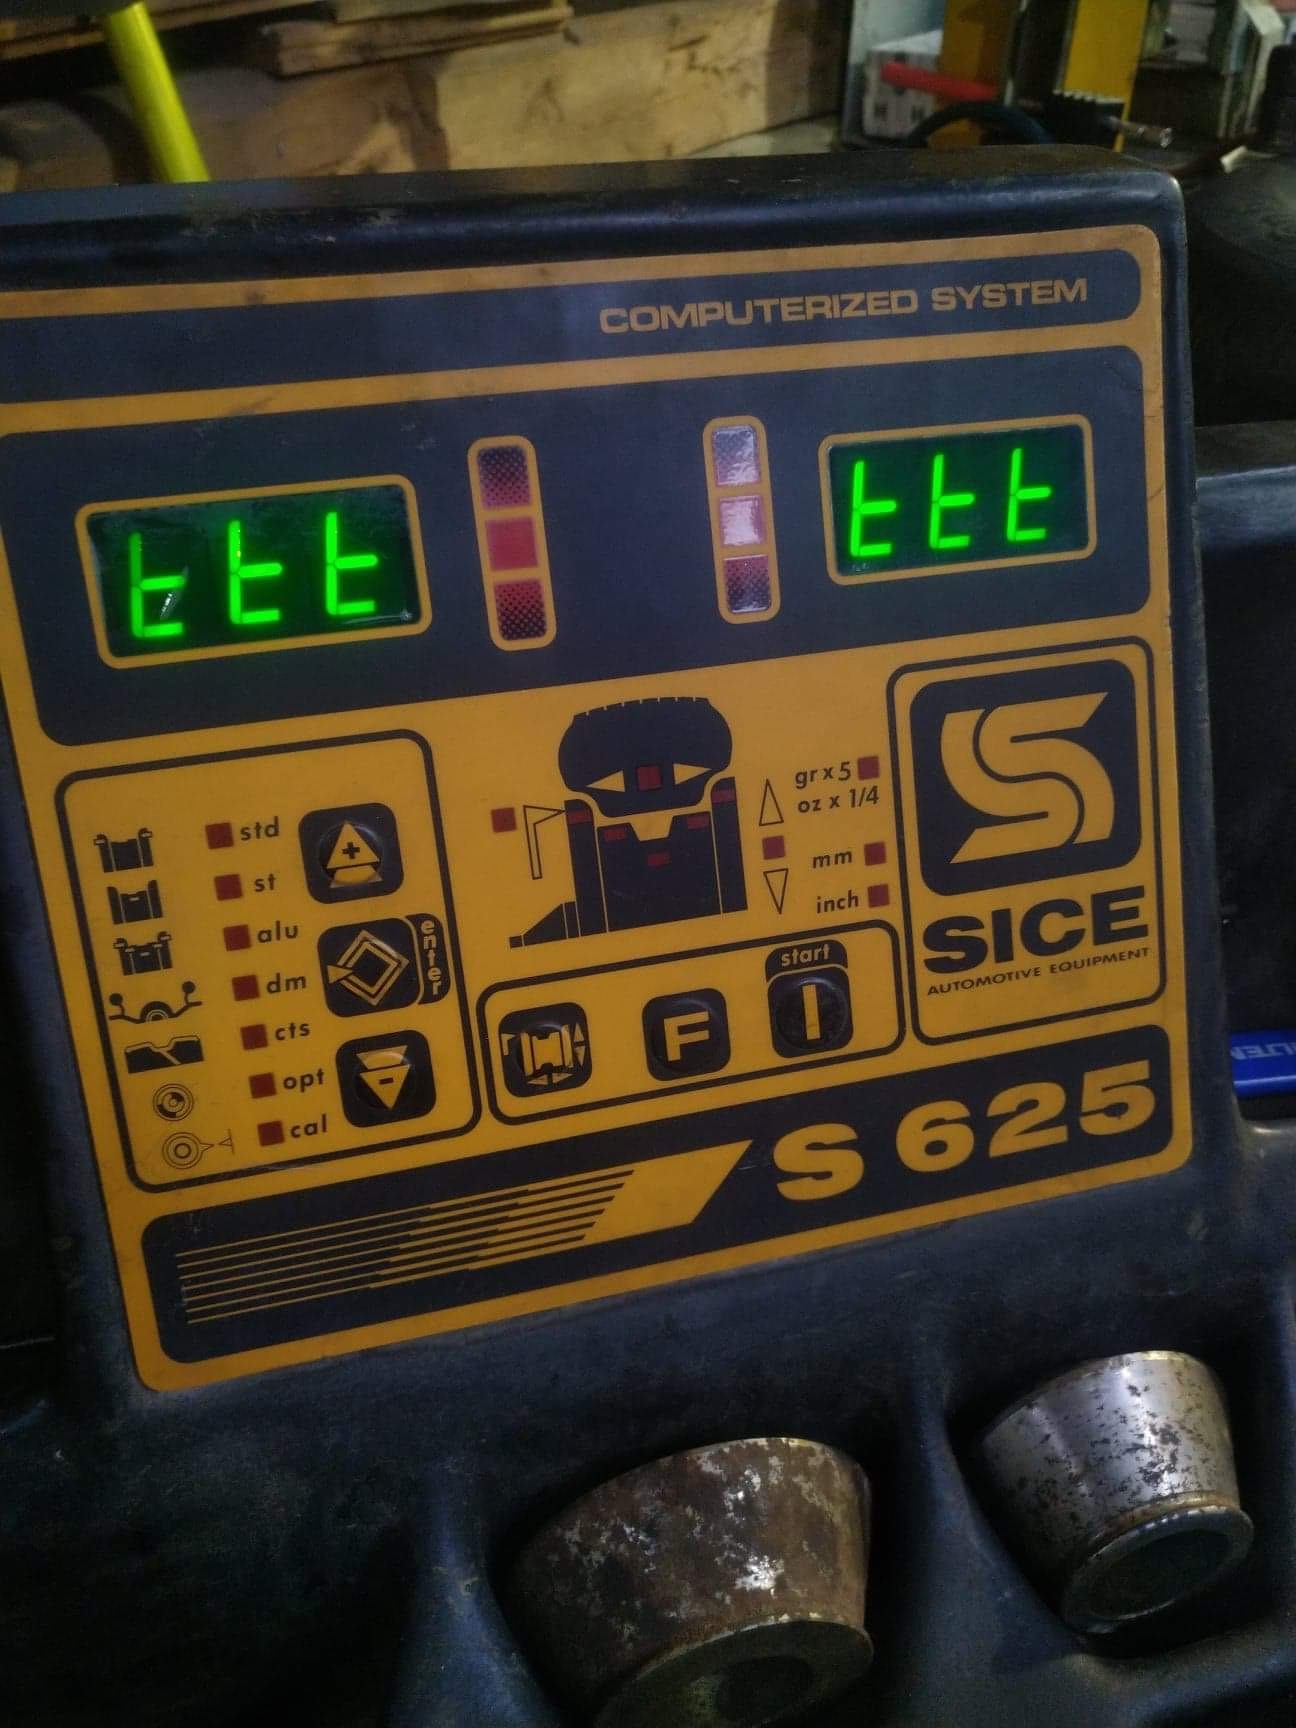 COMPUTERIZED SYSTEM
ttt
ttt
std
st
alu
dm
cts
opt
cal
+
enter
-
gr x 5
oz x 1/4
mm
inch
start
F
I
S
SICE
AUTOMOTIVE EQUIPMENT
S 625